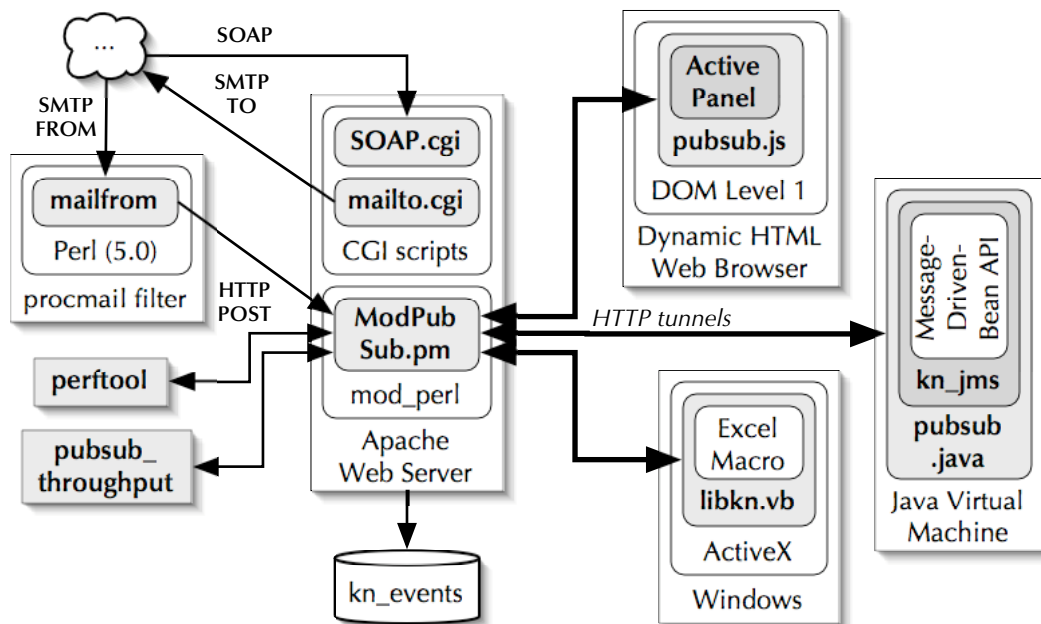 ...
SOAP
SMTP
TO
SMTP
FROM
mailfrom
Perl (5.0)
procmail filter
HTTP
POST
perftool
pubsub_
throughput
SOAP.cgi
mailto.cgi
CGI scripts
ModPub
Sub.pm
mod_perl
Apache
Web Server
kn_events
HTTP tunnels
Active
Panel
pubsub.js
DOM Level 1
Dynamic HTML
Web Browser
Excel
Macro
libkn.vb
ActiveX
Windows
Message-
Driven-
Bean API
kn_jms
pubsub
.java
Java Virtual
Machine